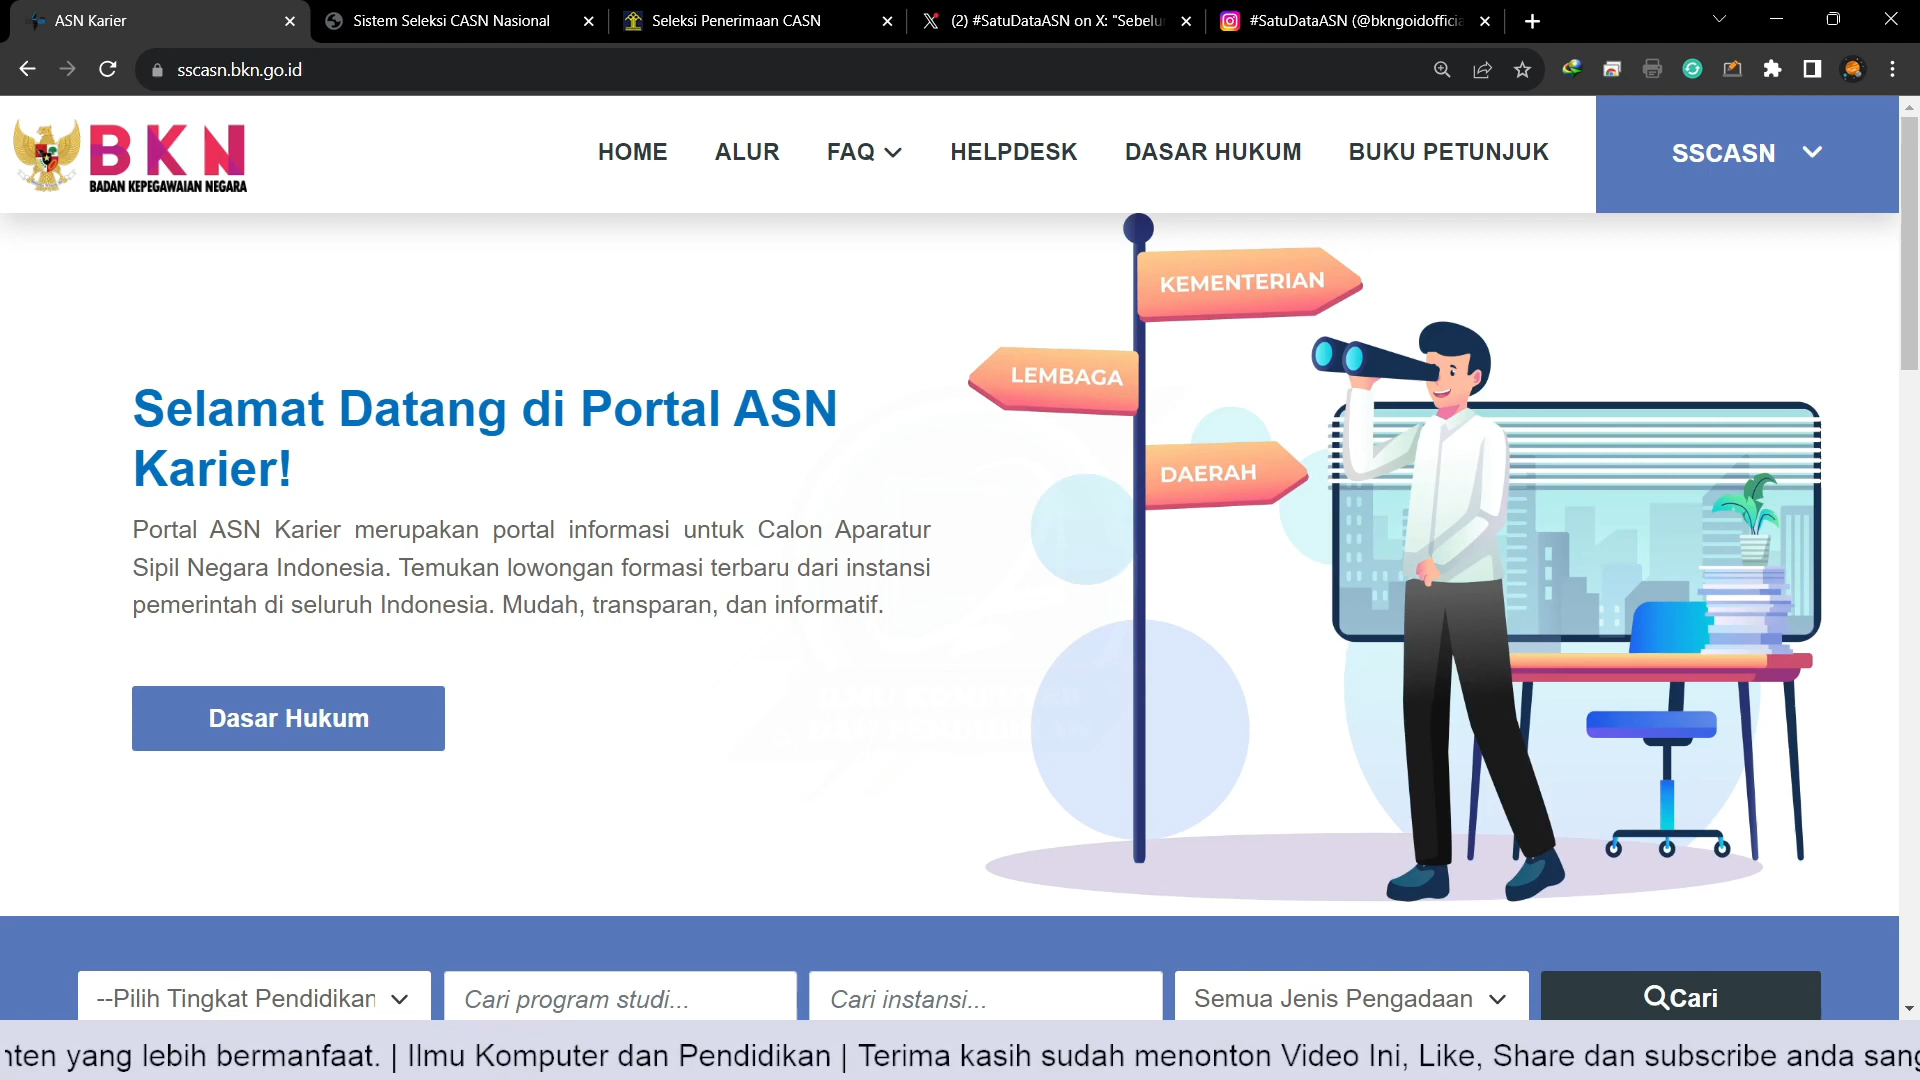 ASN Karier
Sistem Seleksi CASN Nasional
Seleksi Penerimaan CASN
(2) #SatuDataASN on X: "Sebelu
#SatuDataASN (@bkngoidofficia
sscasn.bkn.go.id
BKN
BADAN KEPEGAWAIAN NEGARA
HOME
ALUR
FAQ
HELPDESK
DASAR HUKUM
BUKU PETUNJUK
SSCASN
KEMENTERIAN
LEMBAGA
DAERAH
Selamat Datang di Portal ASN
Karier!
Portal ASN Karier merupakan portal informasi untuk Calon Aparatur
Sipil Negara Indonesia. Temukan lowongan formasi terbaru dari instansi
pemerintah di seluruh Indonesia. Mudah, transparan, dan informatif.
ILMU KOMPUTER
DAN PENDIDIKAN
Dasar Hukum
--Pilih Tingkat Pendidikan
Cari program studi...
Cari instansi...
Semua Jenis Pengadaan
Cari
nten yang lebih bermanfaat. | Ilmu Komputer dan Pendidikan | Terima kasih sudah menonton Video Ini, Like, Share dan subscribe anda sang